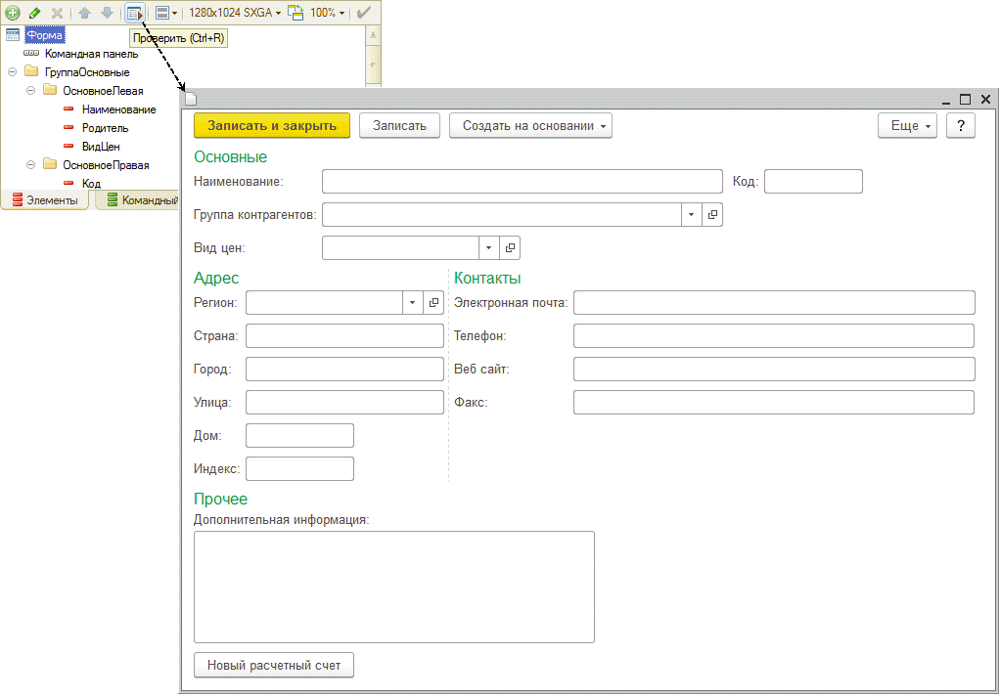 1280x1024 SXGA 100%
Форма
Проверить (Ctrl+R)
Командная панель
ГруппаОсновные
ОсновноеЛевая
Наименование
Родитель
ВидЦен
ОсновноеПравая
Код
Элементы Командный
Записать и закрыть Записать Создать на основании Еще ?
Основные
Наименование: Код:
Группа контрагентов:
Вид цен:
Адрес Контакты
Регион: Электронная почта:
Страна: Телефон:
Город: Веб сайт:
Улица: Факс:
Дом:
Индекс:
Прочее
Дополнительная информация:
Новый расчетный счет